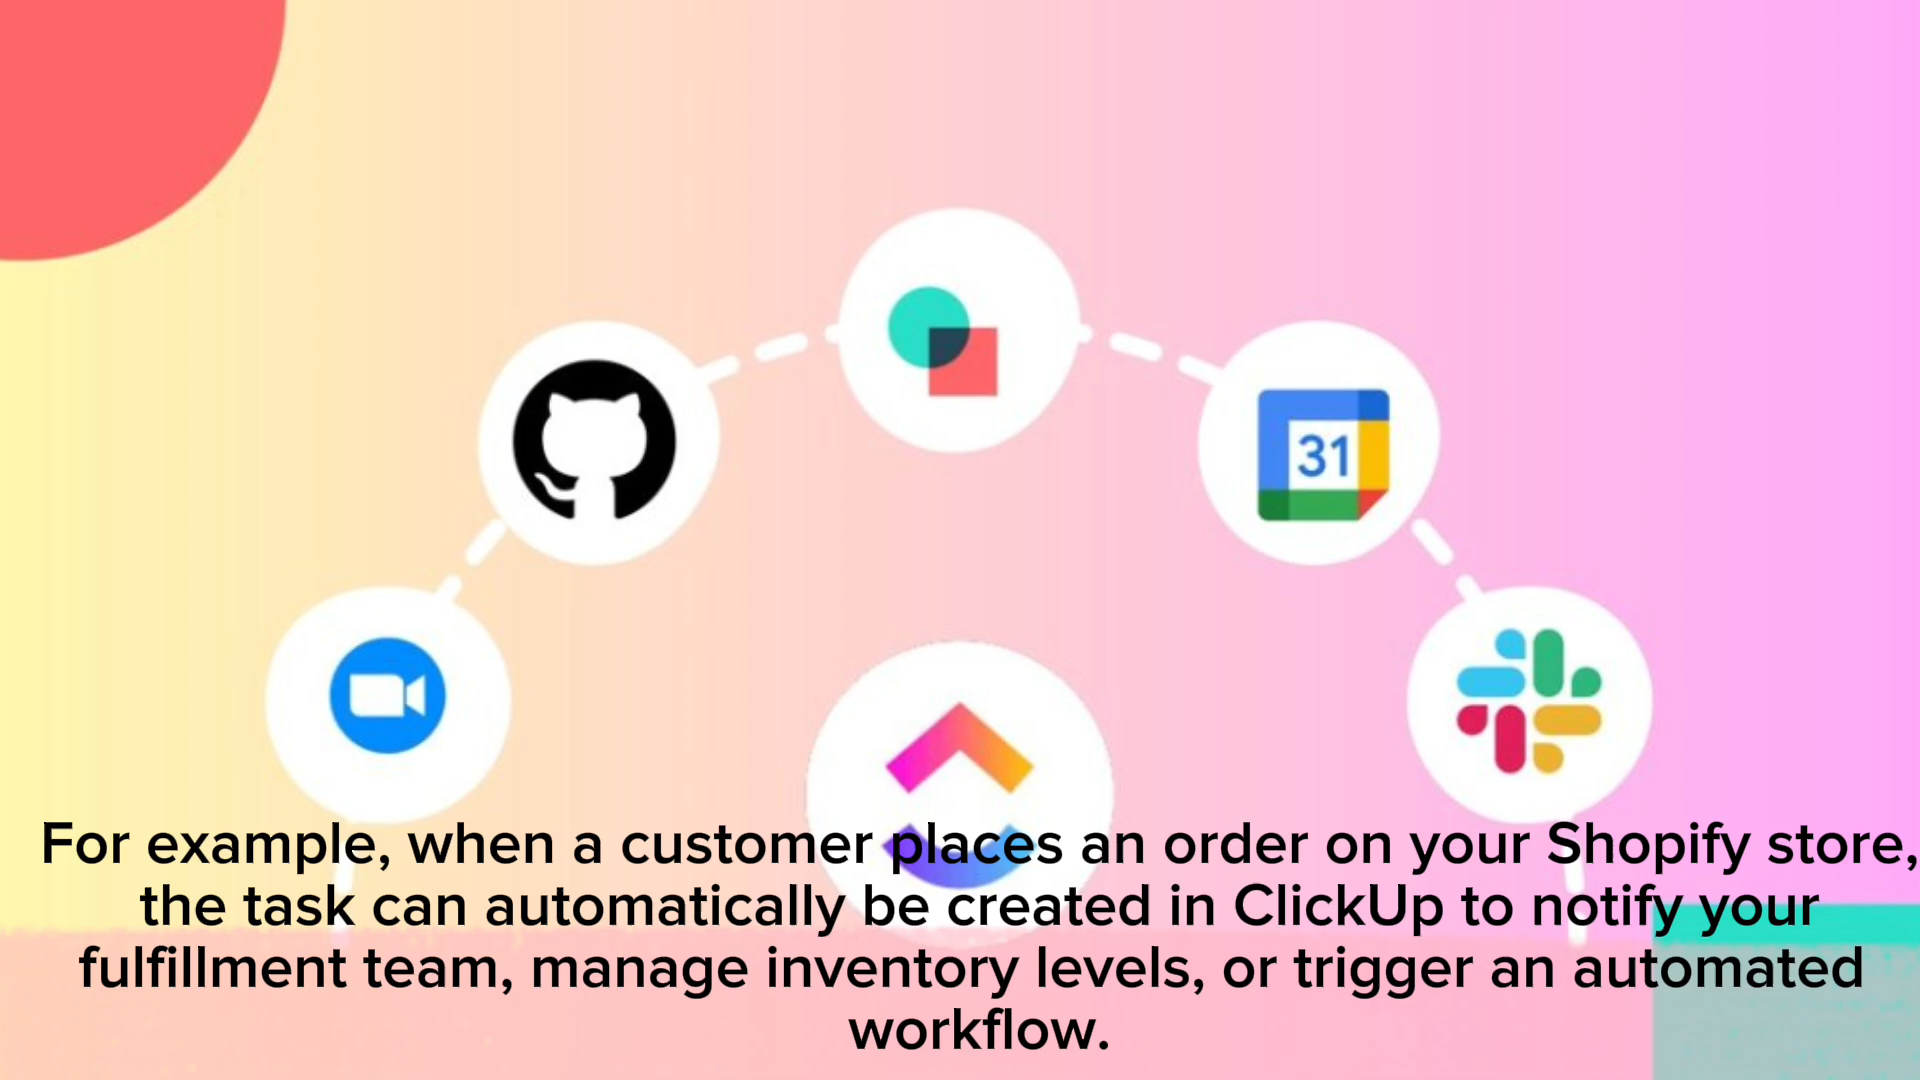 31
For example, when a customer places an order on your Shopify store,
the task can automatically be created in ClickUp to notify your
fulfillment team, manage inventory levels, or trigger an automated
workflow.